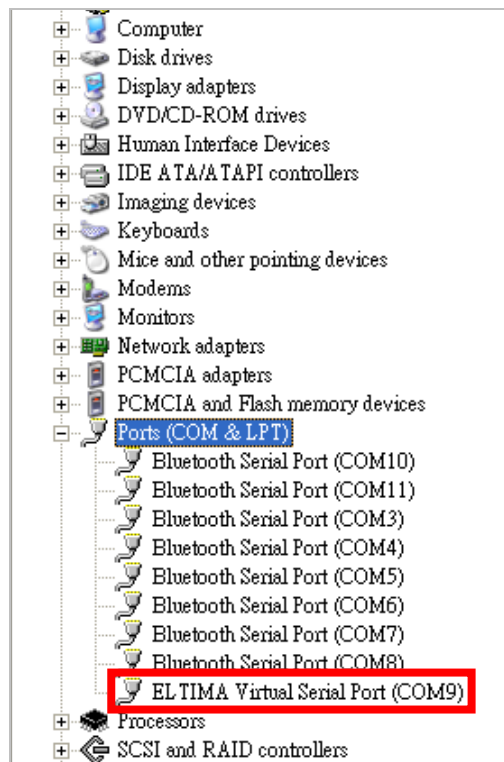 Computer
Disk drives
Display adapters
DVD/CD-ROM drives
Human Interface Devices
IDE ATA/ATAPI controllers
Imaging devices
Keyboards
Mice and other pointing devices
Modems
Monitors
Network adapters
PCMCIA adapters
PCMCIA and Flash memory devices
Ports (COM & LPT)
Bluetooth Serial Port (COM10)
Bluetooth Serial Port (COM11)
Bluetooth Serial Port (COM3)
Bluetooth Serial Port (COM4)
Bluetooth Serial Port (COM5)
Bluetooth Serial Port (COM6)
Bluetooth Serial Port (COM7)
Bluetooth Serial Port (COM8)
ELTIMA Virtual Serial Port (COM9)
Processors
SCSI and RAID controllers